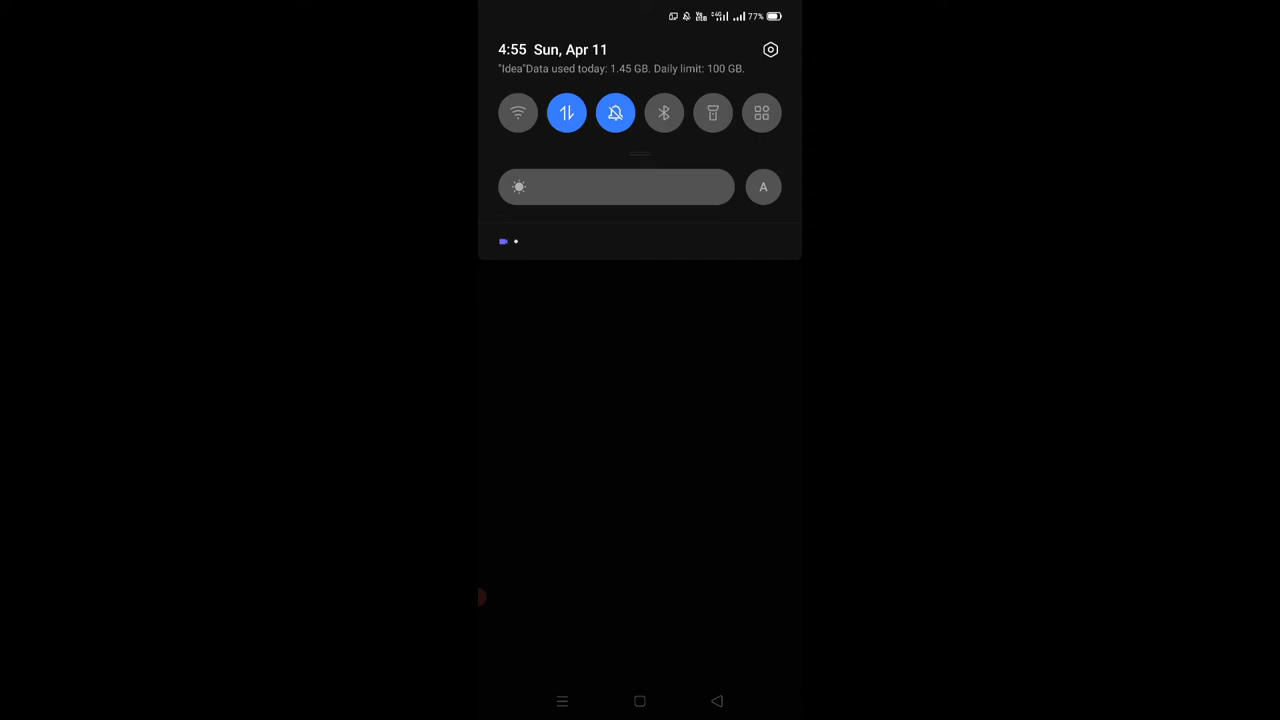 77%
4:55 Sun, Apr 11
"Idea"Data used today: 1.45 GB. Daily limit: 100 GB.
A